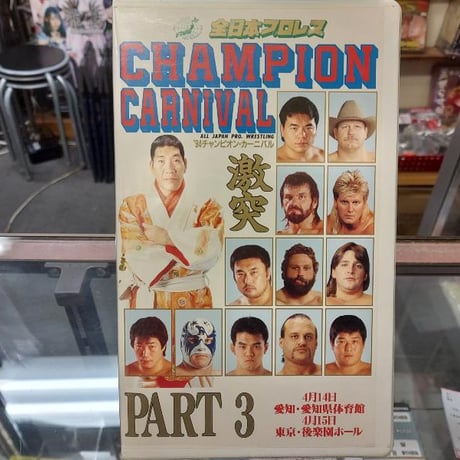 全日本プロレス
CHAMPION
CARNIVAL
ALL JAPAN PRO. WRESTLING
'94チャンピオン・カーニバル
激突
PART 3
4月14日
愛知・愛知県体育館
4月15日
東京・後楽園ホール